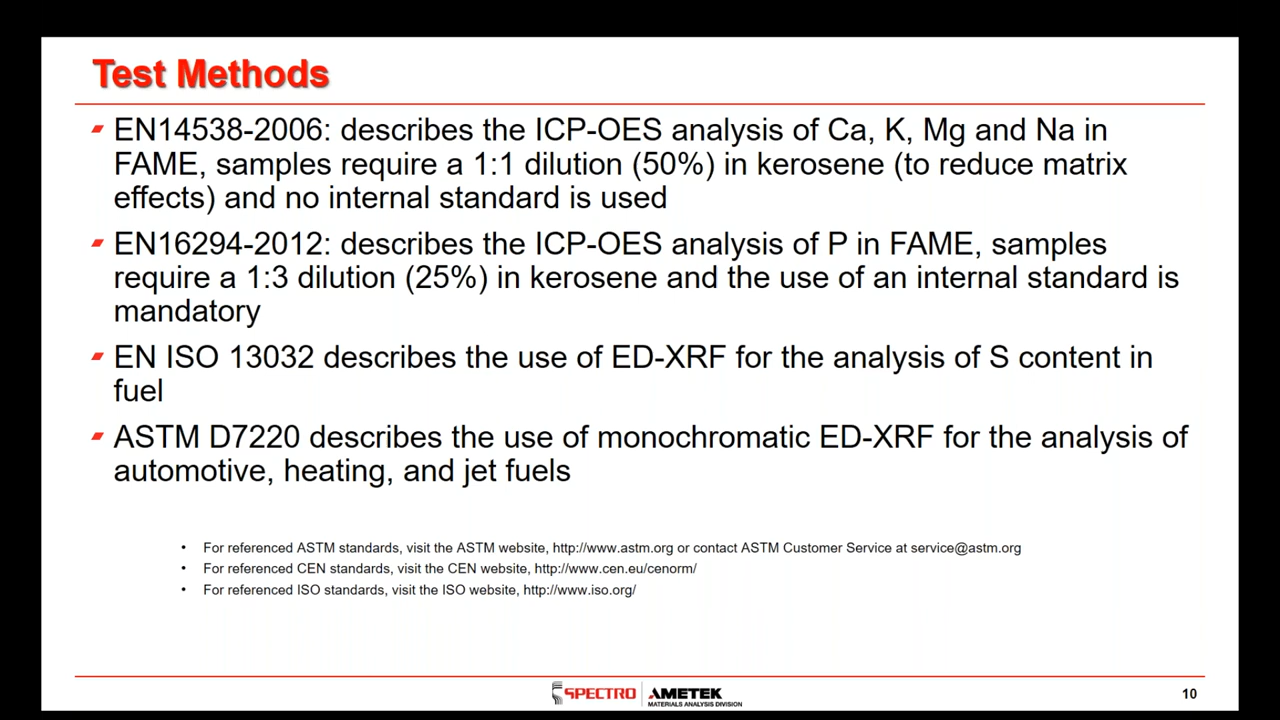 Test Methods
EN14538-2006: describes the ICP-OES analysis of Ca, K, Mg and Na in
FAME, samples require a 1:1 dilution (50%) in kerosene (to reduce matrix
effects) and no internal standard is used
EN16294-2012: describes the ICP-OES analysis of P in FAME, samples
require a 1:3 dilution (25%) in kerosene and the use of an internal standard is
mandatory
EN ISO 13032 describes the use of ED-XRF for the analysis of S content in
fuel
ASTM D7220 describes the use of monochromatic ED-XRF for the analysis of
automotive, heating, and jet fuels
• For referenced ASTM standards, visit the ASTM website, http://www.astm.org or contact ASTM Customer Service at service@astm.org
• For referenced CEN standards, visit the CEN website, http://www.cen.eu/cenorm/
• For referenced ISO standards, visit the ISO website, http://www.iso.org/
SPECTRO AMETEK
MATERIALS ANALYSIS DIVISION
10